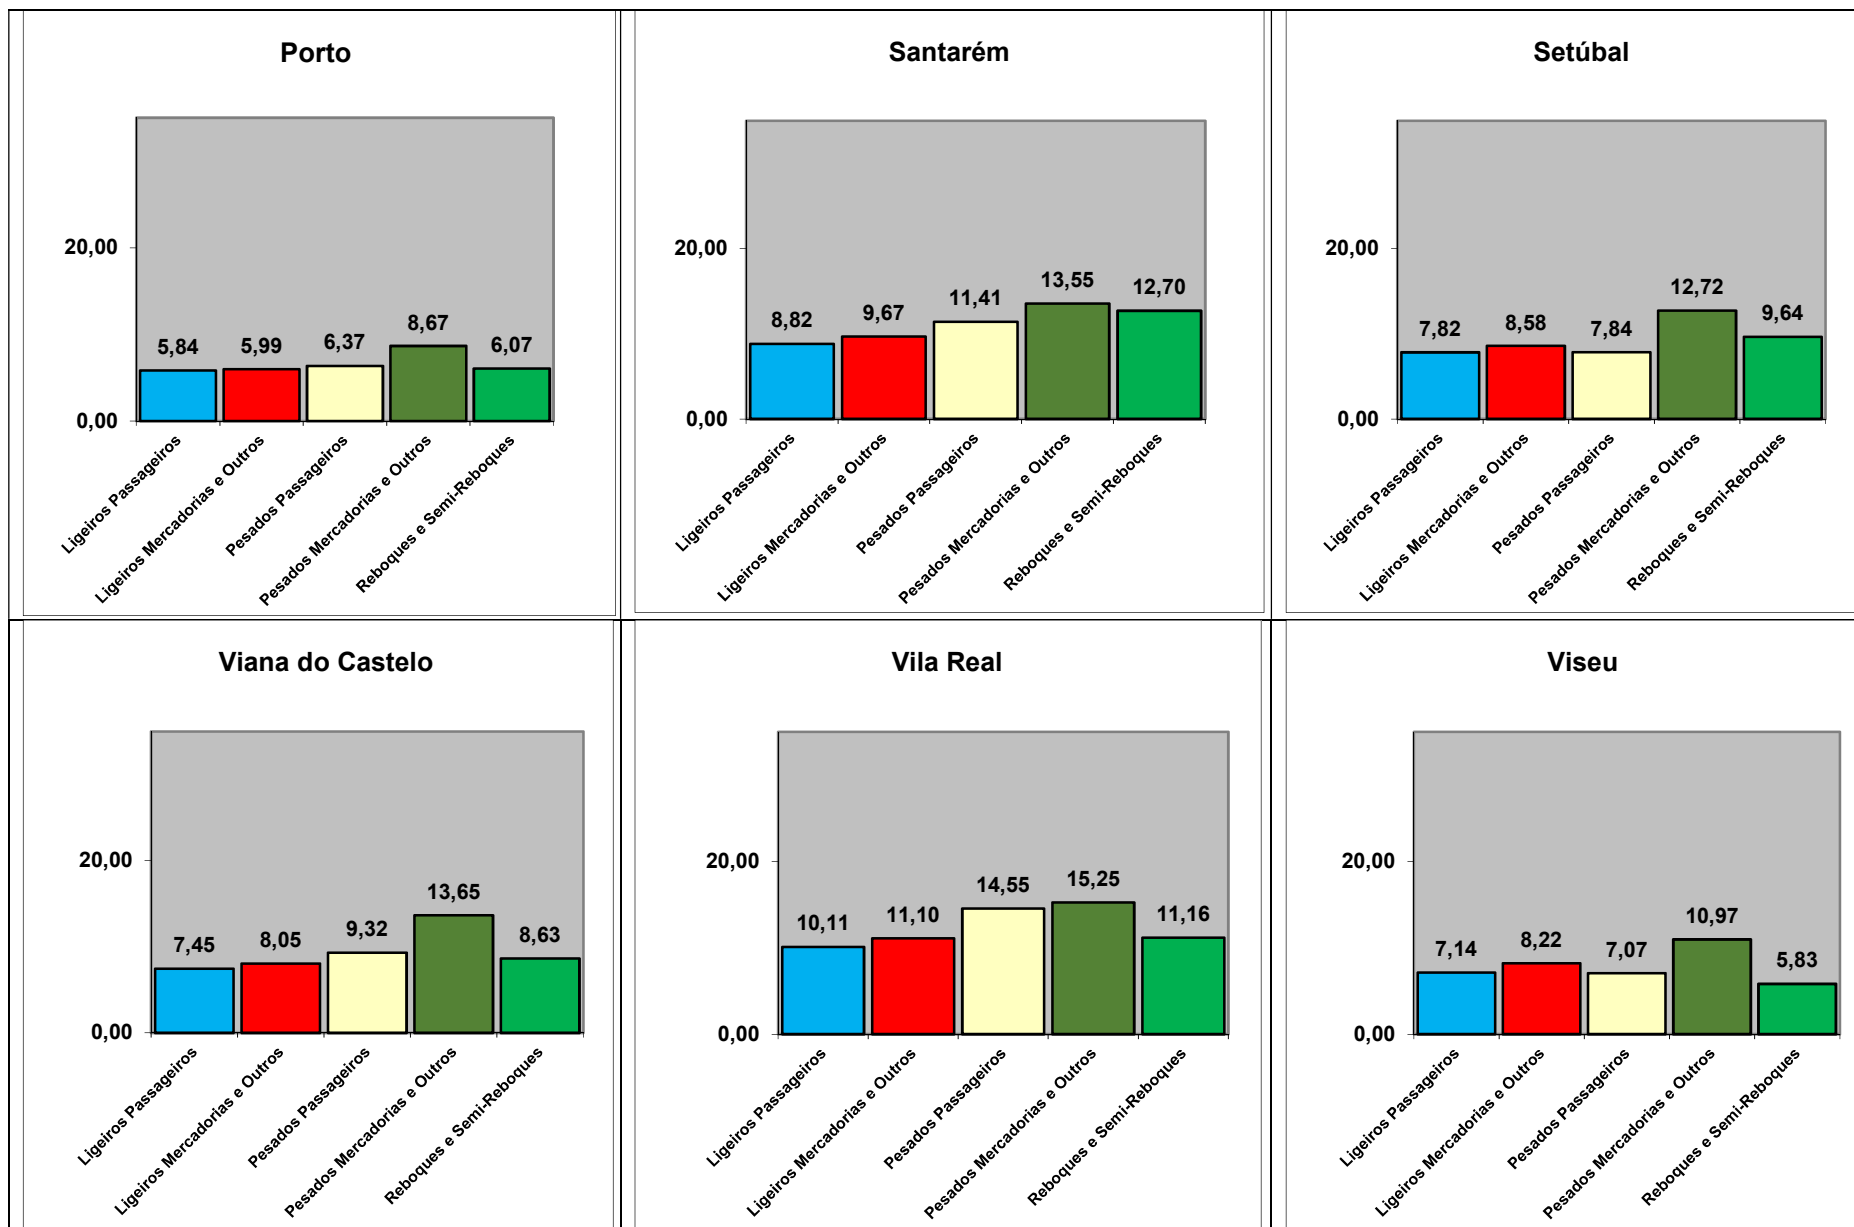 Porto
20,00
0,00
5,84
5,99
6,37
8,67
6,07
Ligeiros Passageiros
Ligeiros Mercadorias e Outros
Pesados Passageiros
Pesados Mercadorias e Outros
Reboques e Semi-Reboques
Santarém
20,00
0,00
8,82
9,67
11,41
13,55
12,70
Ligeiros Passageiros
Ligeiros Mercadorias e Outros
Pesados Passageiros
Pesados Mercadorias e Outros
Reboques e Semi-Reboques
Setúbal
20,00
0,00
7,82
8,58
7,84
12,72
9,64
Ligeiros Passageiros
Ligeiros Mercadorias e Outros
Pesados Passageiros
Pesados Mercadorias e Outros
Reboques e Semi-Reboques
Viana do Castelo
20,00
0,00
7,45
8,05
9,32
13,65
8,63
Ligeiros Passageiros
Ligeiros Mercadorias e Outros
Pesados Passageiros
Pesados Mercadorias e Outros
Reboques e Semi-Reboques
Vila Real
20,00
0,00
10,11
11,10
14,55
15,25
11,16
Ligeiros Passageiros
Ligeiros Mercadorias e Outros
Pesados Passageiros
Pesados Mercadorias e Outros
Reboques e Semi-Reboques
Viseu
20,00
0,00
7,14
8,22
7,07
10,97
5,83
Ligeiros Passageiros
Ligeiros Mercadorias e Outros
Pesados Passageiros
Pesados Mercadorias e Outros
Reboques e Semi-Reboques